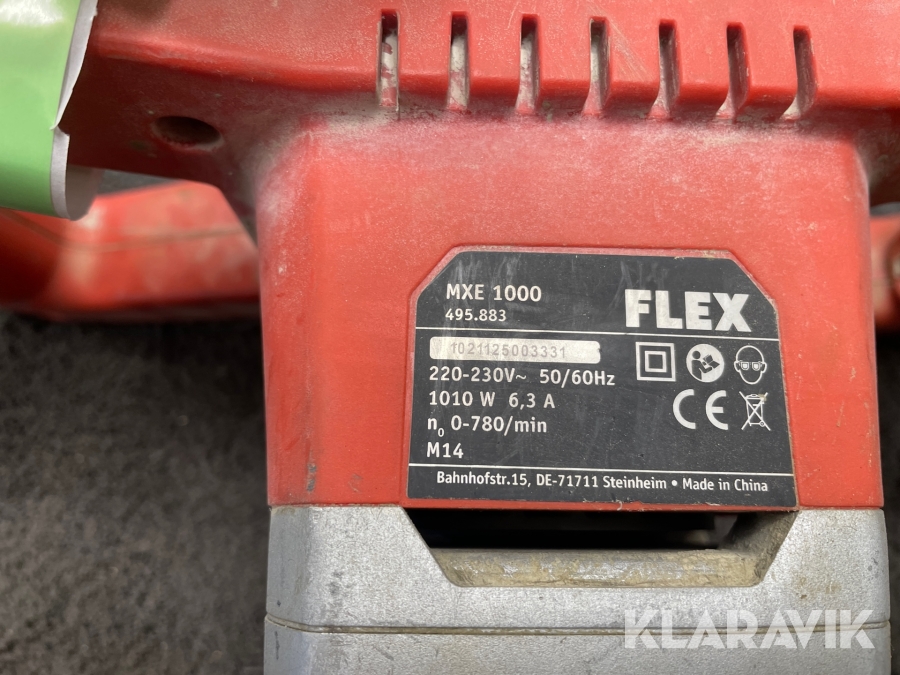 MXE 1000
495.883
FLEX
1021125003331
220-230V~ 50/60Hz
1010 W 6,3 A
n0 0-780/min
M14
CE
Bahnhofstr.15, DE-71711 Steinheim • Made in China
KLARAVIK